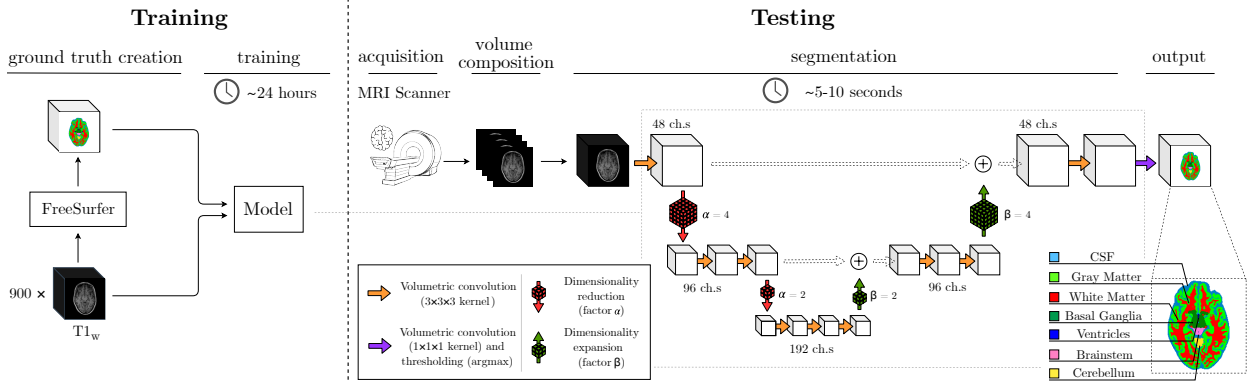 Training
Testing
ground truth creation
training
~24 hours
FreeSurfer
Model
900 ×
T1w
acquisition
volume
composition
segmentation
output
MRI Scanner
~5-10 seconds
48 ch.s
48 ch.s
α = 4
β = 4
96 ch.s
96 ch.s
α = 2
β = 2
192 ch.s
Volumetric convolution
(3×3×3 kernel)
Dimensionality
reduction
(factor α)
Volumetric convolution
(1×1×1 kernel) and
thresholding (argmax)
Dimensionality
expansion
(factor β)
CSF
Gray Matter
White Matter
Basal Ganglia
Ventricles
Brainstem
Cerebellum